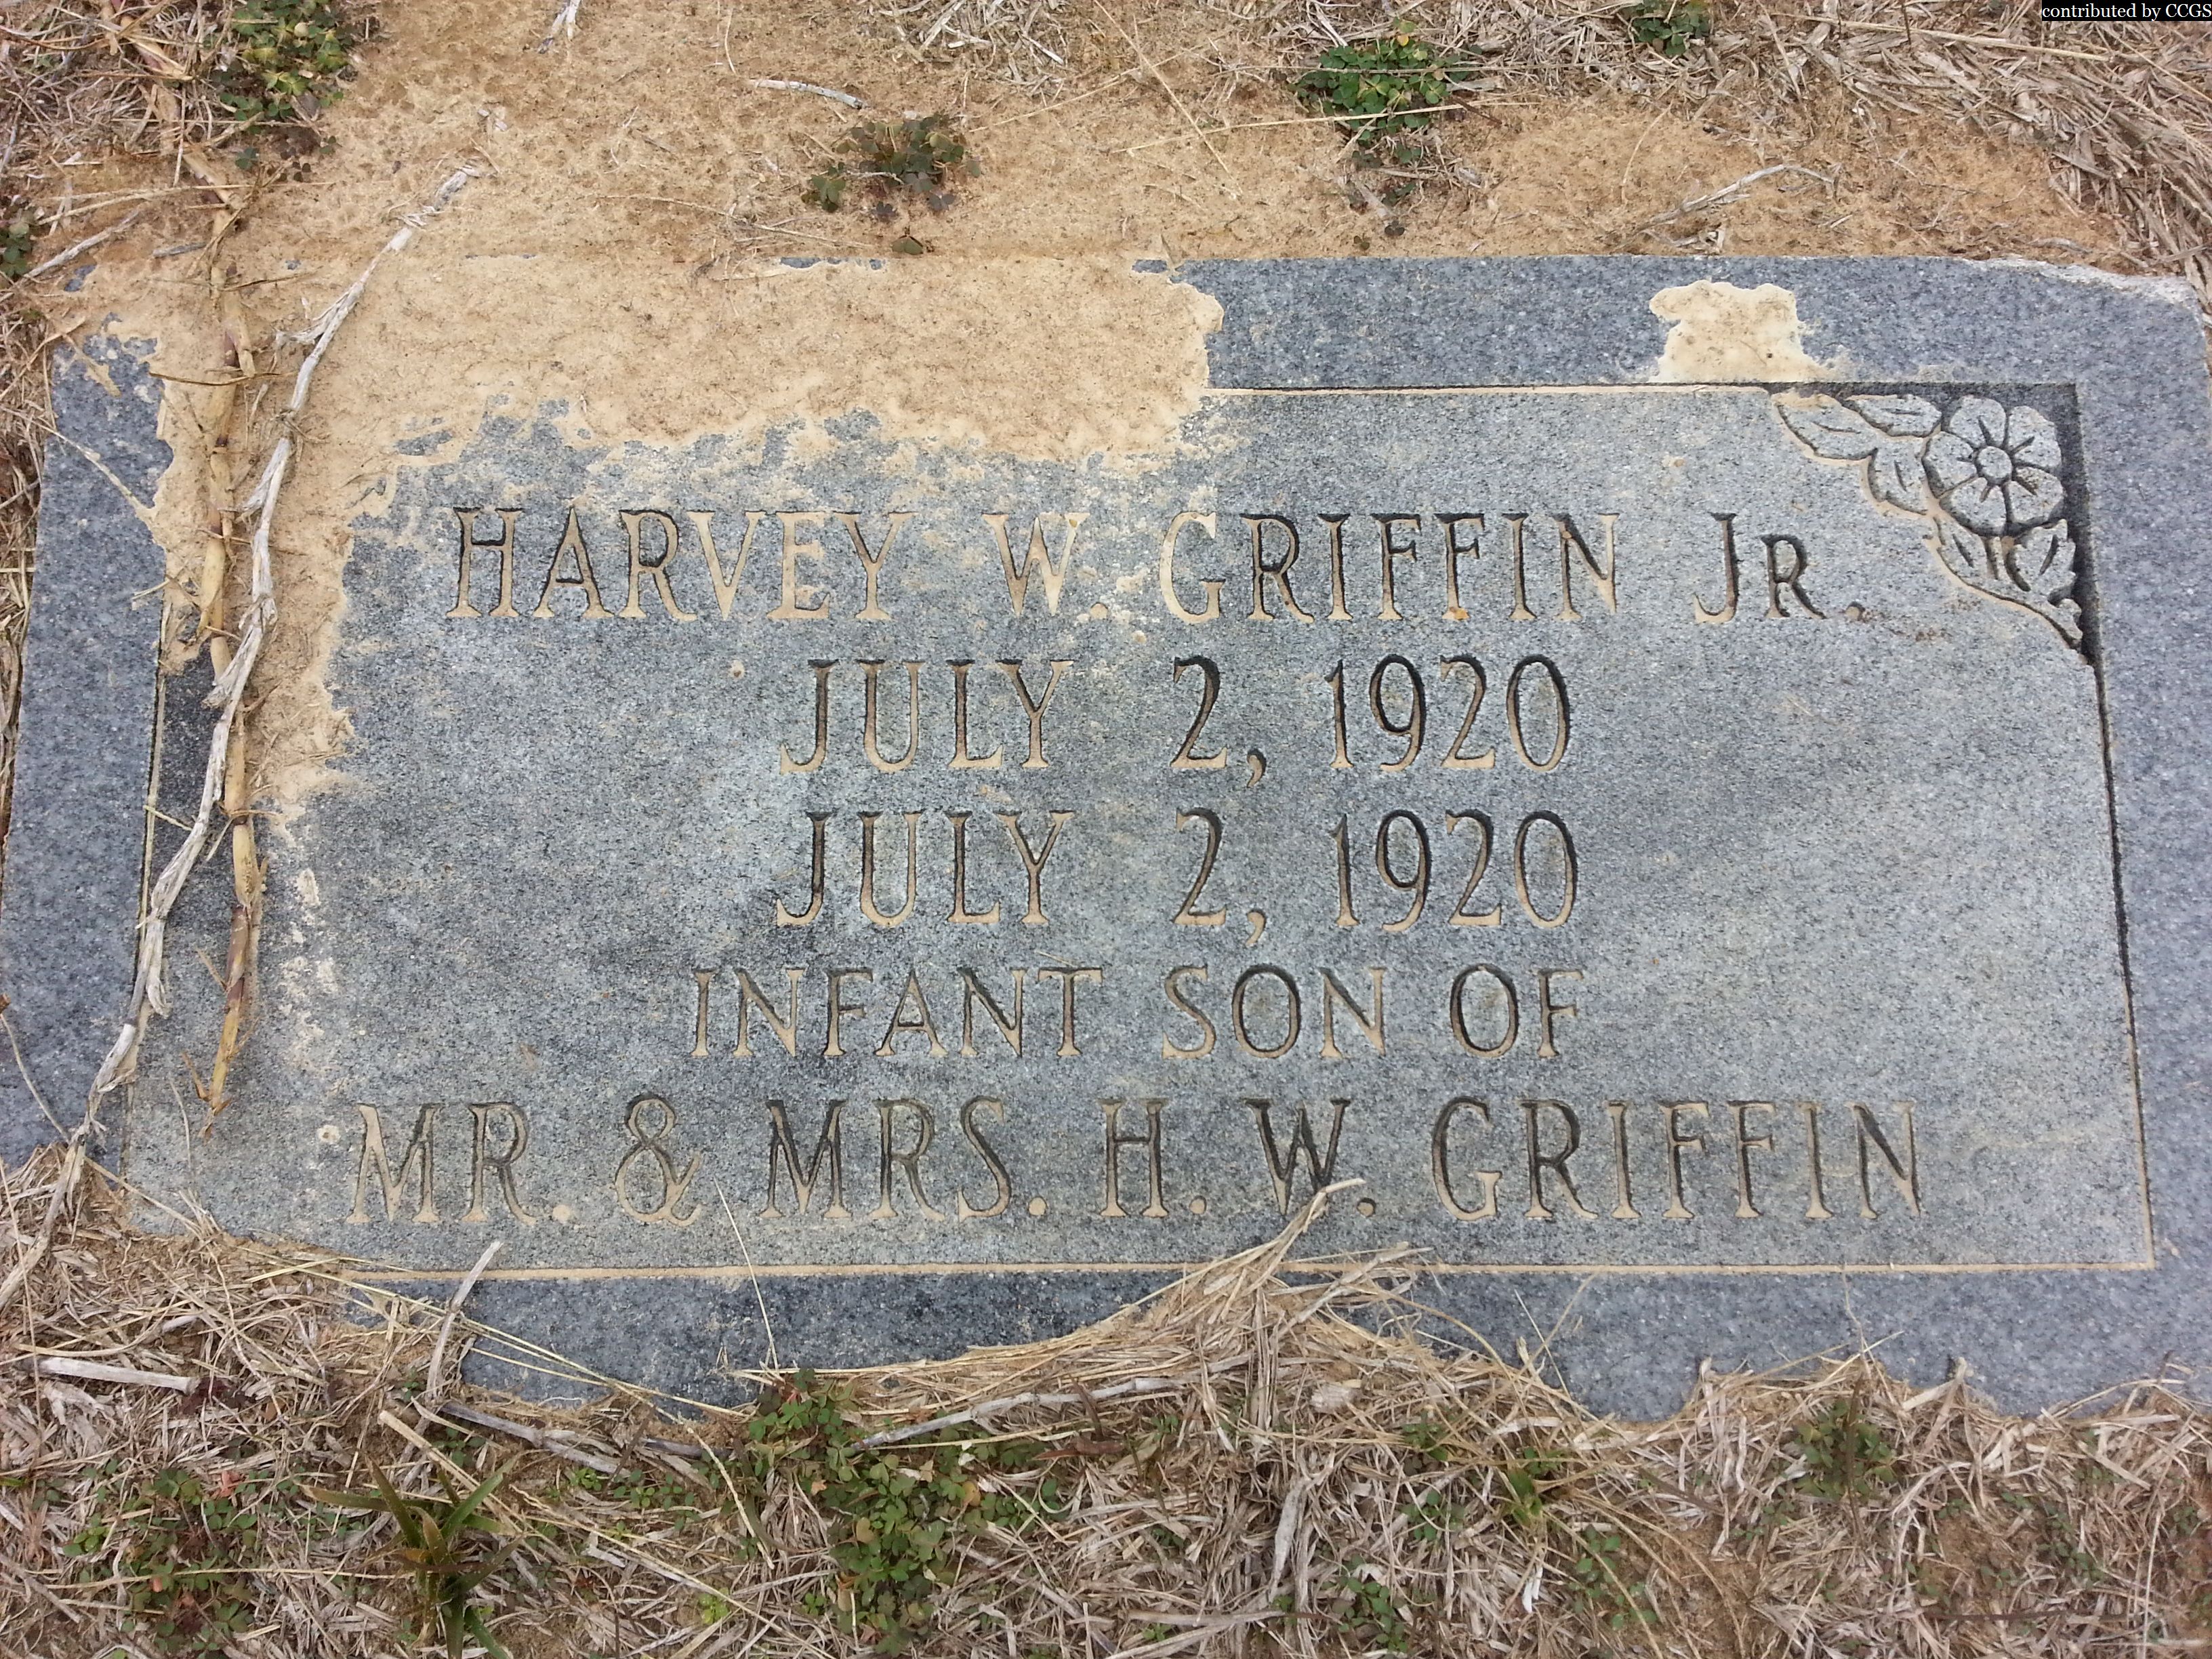 contributed by CCGS
HARVEY W. GRIFFIN JR.
JULY 2, 1920
JULY 2, 1920
INFANT SON OF
MR. & MRS. H. W. GRIFFIN